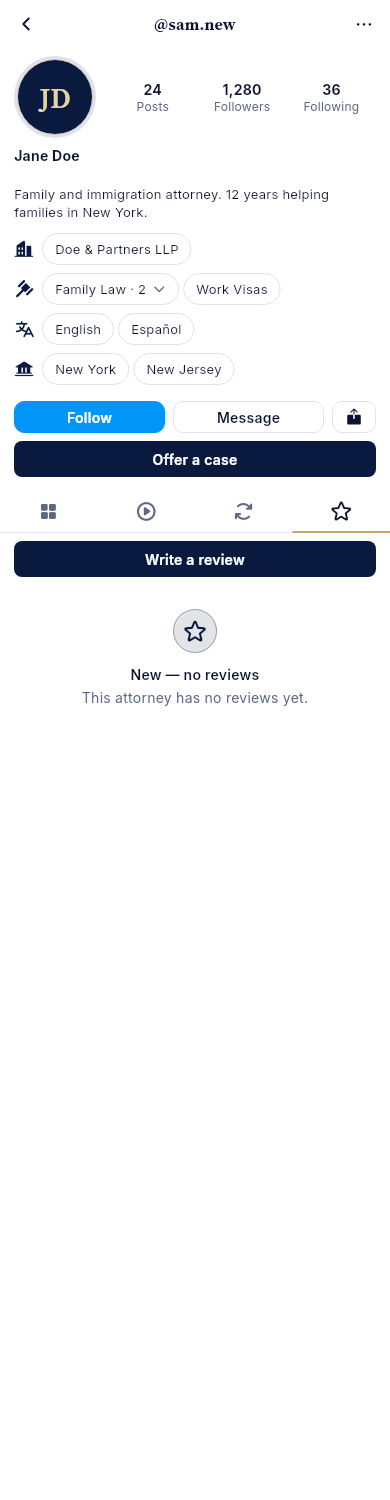 @sam.new
JD
24
1,280
36
Posts
Followers
Following
Jane Doe
Family and immigration attorney. 12 years helping
families in New York.
Doe & Partners LLP
Family Law · 2
Work Visas
English
Español
New York
New Jersey
Follow
Message
Offer a case
Write a review
New — no reviews
This attorney has no reviews yet.